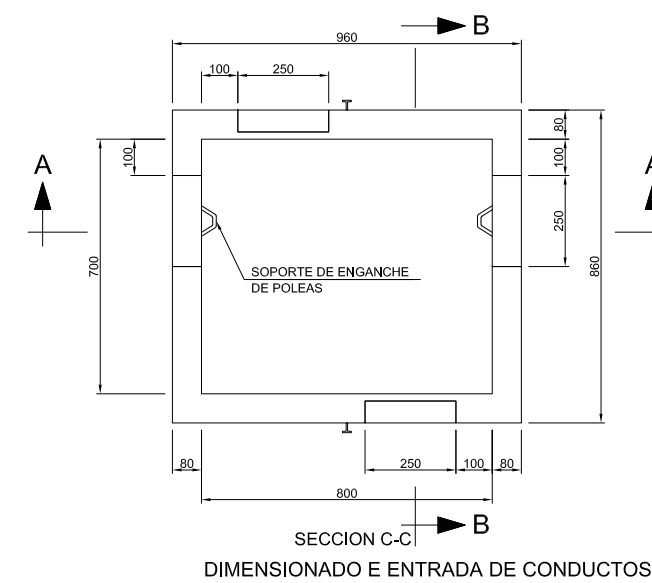 B
960
100
250
80
100
100
A
A
250
700
860
SOPORTE DE ENGANCHE
DE POLEAS
80
250
100
80
800
B
SECCION C-C
DIMENSIONADO E ENTRADA DE CONDUCTOS